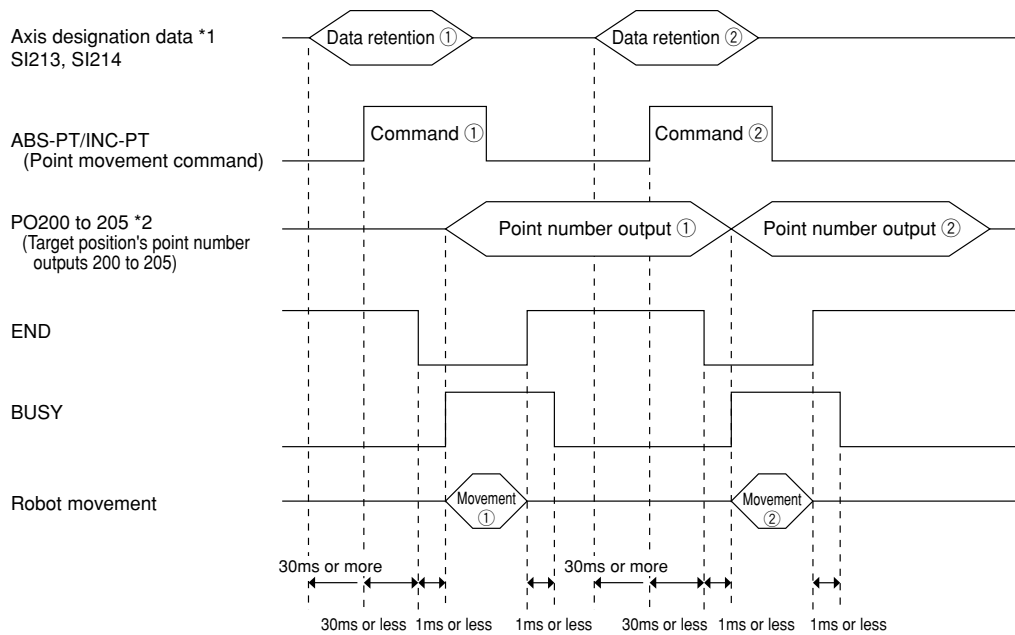 Axis designation data *1
SI213, SI214
Data retention ①
Data retention ②
ABS-PT/INC-PT
(Point movement command)
Command ①
Command ②
PO200 to 205 *2
(Target position's point number
outputs 200 to 205)
Point number output ①
Point number output ②
END
BUSY
Robot movement
Movement
①
Movement
②
30ms or more
30ms or more
30ms or less
1ms or less
1ms or less
30ms or less
1ms or less
1ms or less